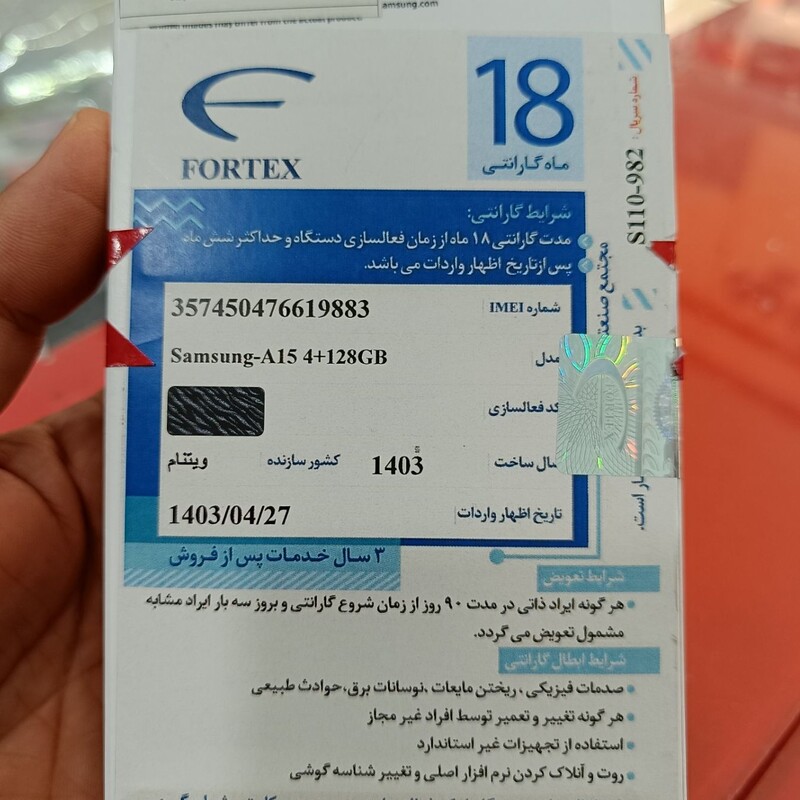 amsung.com
FORTEX
18
ماه گارانتی
شماره سریال:
S110-982
شرایط گارانتی:
مدت گارانتی ۱۸ ماه از زمان فعالسازی دستگاه و حداکثر شش ماه
پس از تاریخ اظهار واردات می باشد.
شماره IMEI 357450476619883
مدل Samsung-A15 4+128GB
کد فعالسازی
سال ساخت 1403 کشور سازنده ویتنام
تاریخ اظهار واردات 1403/04/27
۳ سال خدمات پس از فروش
مجتمع
شرایط تعویض
هر گونه ایراد ذاتی در مدت ۹۰ روز از زمان شروع گارانتی و بروز سه بار ایراد مشابه
مشمول تعویض می گردد.
شرایط ابطال گارانتی
صدمات فیزیکی ، ریختن مایعات ،نوسانات برق،حوادث طبیعی
هر گونه تغییر و تعمیر توسط افراد غیر مجاز
استفاده از تجهیزات غیر استاندارد
روت و آنلاک کردن نرم افزار اصلی و تغییر شناسه گوشی